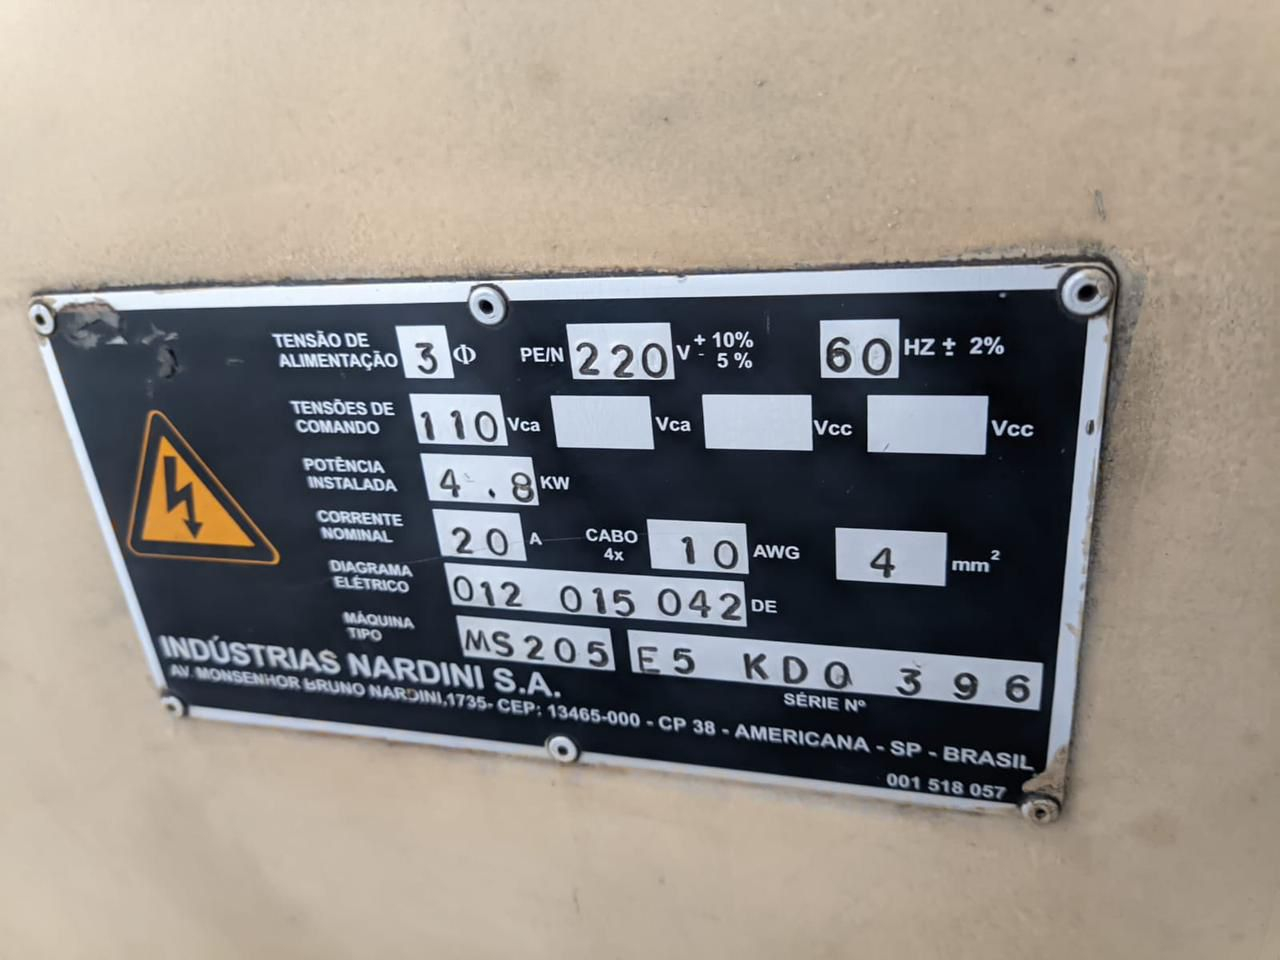 TENSÃO DE ALIMENTAÇÃO 3 Φ PE/N 220 V + 10% - 5 % 60 HZ ± 2%
TENSÕES DE COMANDO 110 Vca Vca Vcc Vcc
POTÊNCIA INSTALADA 4.8 KW
CORRENTE NOMINAL 20 A CABO 4x 10 AWG 4 mm²
DIAGRAMA ELÉTRICO 012 015 042 DE
MÁQUINA TIPO MS205 E5 KDO 396
SÉRIE Nº
INDÚSTRIAS NARDINI S.A.
AV. MONSENHOR BRUNO NARDINI,1735- CEP: 13465-000 - CP 38 - AMERICANA - SP - BRASIL
001 518 057